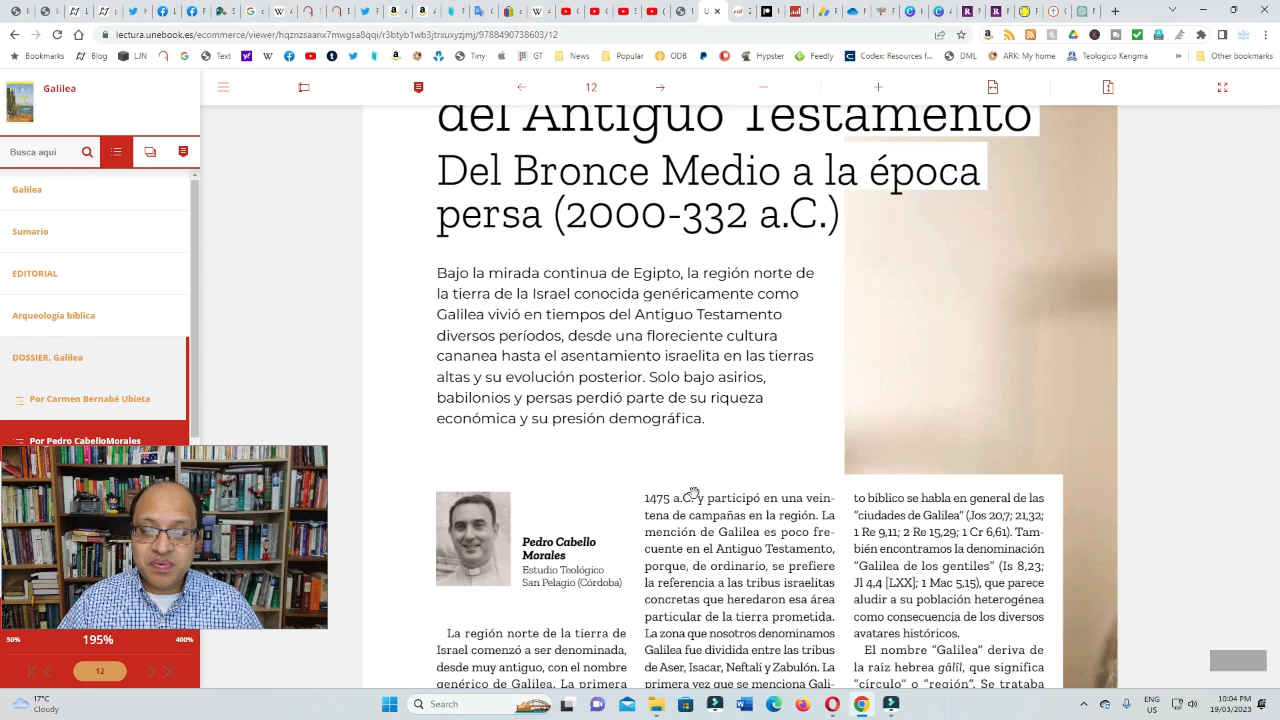 lectura.unebook.es/ecommerce/viewer/hqznzsaanx7mwgsa8qqi/r3btyb1wb3jtrxuxyzjmj/9788490738603/12
Text
GT
News
Popular
ODB
DML
ARK: My home
Other bookmarks
Galilea
12
Busca aquí
Galilea
Sumario
EDITORIAL
Arqueología bíblica
DOSSIER. Galilea
Por Carmen Bernabé Ubieta
Por Pedro CabelloMorales
50%
195%
400%
12
del Antiguo Testamento
Del Bronce Medio a la época
persa (2000-332 a.C.)
Bajo la mirada continua de Egipto, la región norte de
la tierra de la Israel conocida genéricamente como
Galilea vivió en tiempos del Antiguo Testamento
diversos períodos, desde una floreciente cultura
cananea hasta el asentamiento israelita en las tierras
altas y su evolución posterior. Solo bajo asirios,
babilonios y persas perdió parte de su riqueza
económica y su presión demográfica.
Pedro Cabello
Morales
Estudio Teológico
San Pelagio (Córdoba)
La región norte de la tierra de
Israel comenzó a ser denominada,
desde muy antiguo, con el nombre
genérico de Galilea. La primera
1475 a.C. y participó en una vein-
tena de campañas en la región. La
mención de Galilea es poco fre-
cuente en el Antiguo Testamento,
porque, de ordinario, se prefiere
la referencia a las tribus israelitas
concretas que heredaron esa área
particular de la tierra prometida.
La zona que nosotros denominamos
Galilea fue dividida entre las tribus
de Aser, Isacar, Neftalí y Zabulón. La
primera vez que se menciona Gali-
to bíblico se habla en general de las
“ciudades de Galilea” (Jos 20,7; 21,32;
1 Re 9,11; 2 Re 15,29; 1 Cr 6,61). Tam-
bién encontramos la denominación
“Galilea de los gentiles” (Is 8,23;
Jl 4,4 [LXX]; 1 Mac 5,15), que parece
aludir a su población heterogénea
como consecuencia de los diversos
avatares históricos.
El nombre “Galilea” deriva de
la raíz hebrea gālîl, que significa
“círculo” o “región”. Se trataba
17°C
Cloudy
Search
ENG
US
10:04 PM
19/03/2023